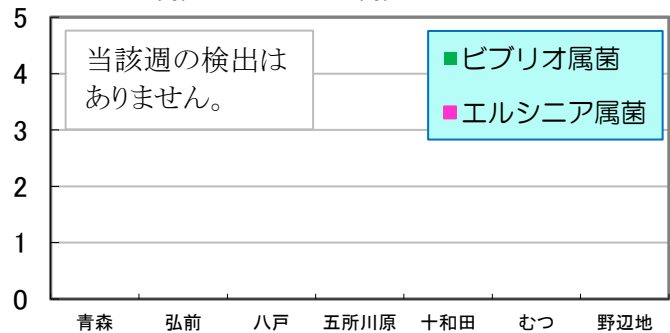 5
4
3
2
1
0
当該週の検出は
ありません。
■ビブリオ属菌
■エルシニア属菌
青森 弘前 八戸 五所川原 十和田 むつ 野辺地